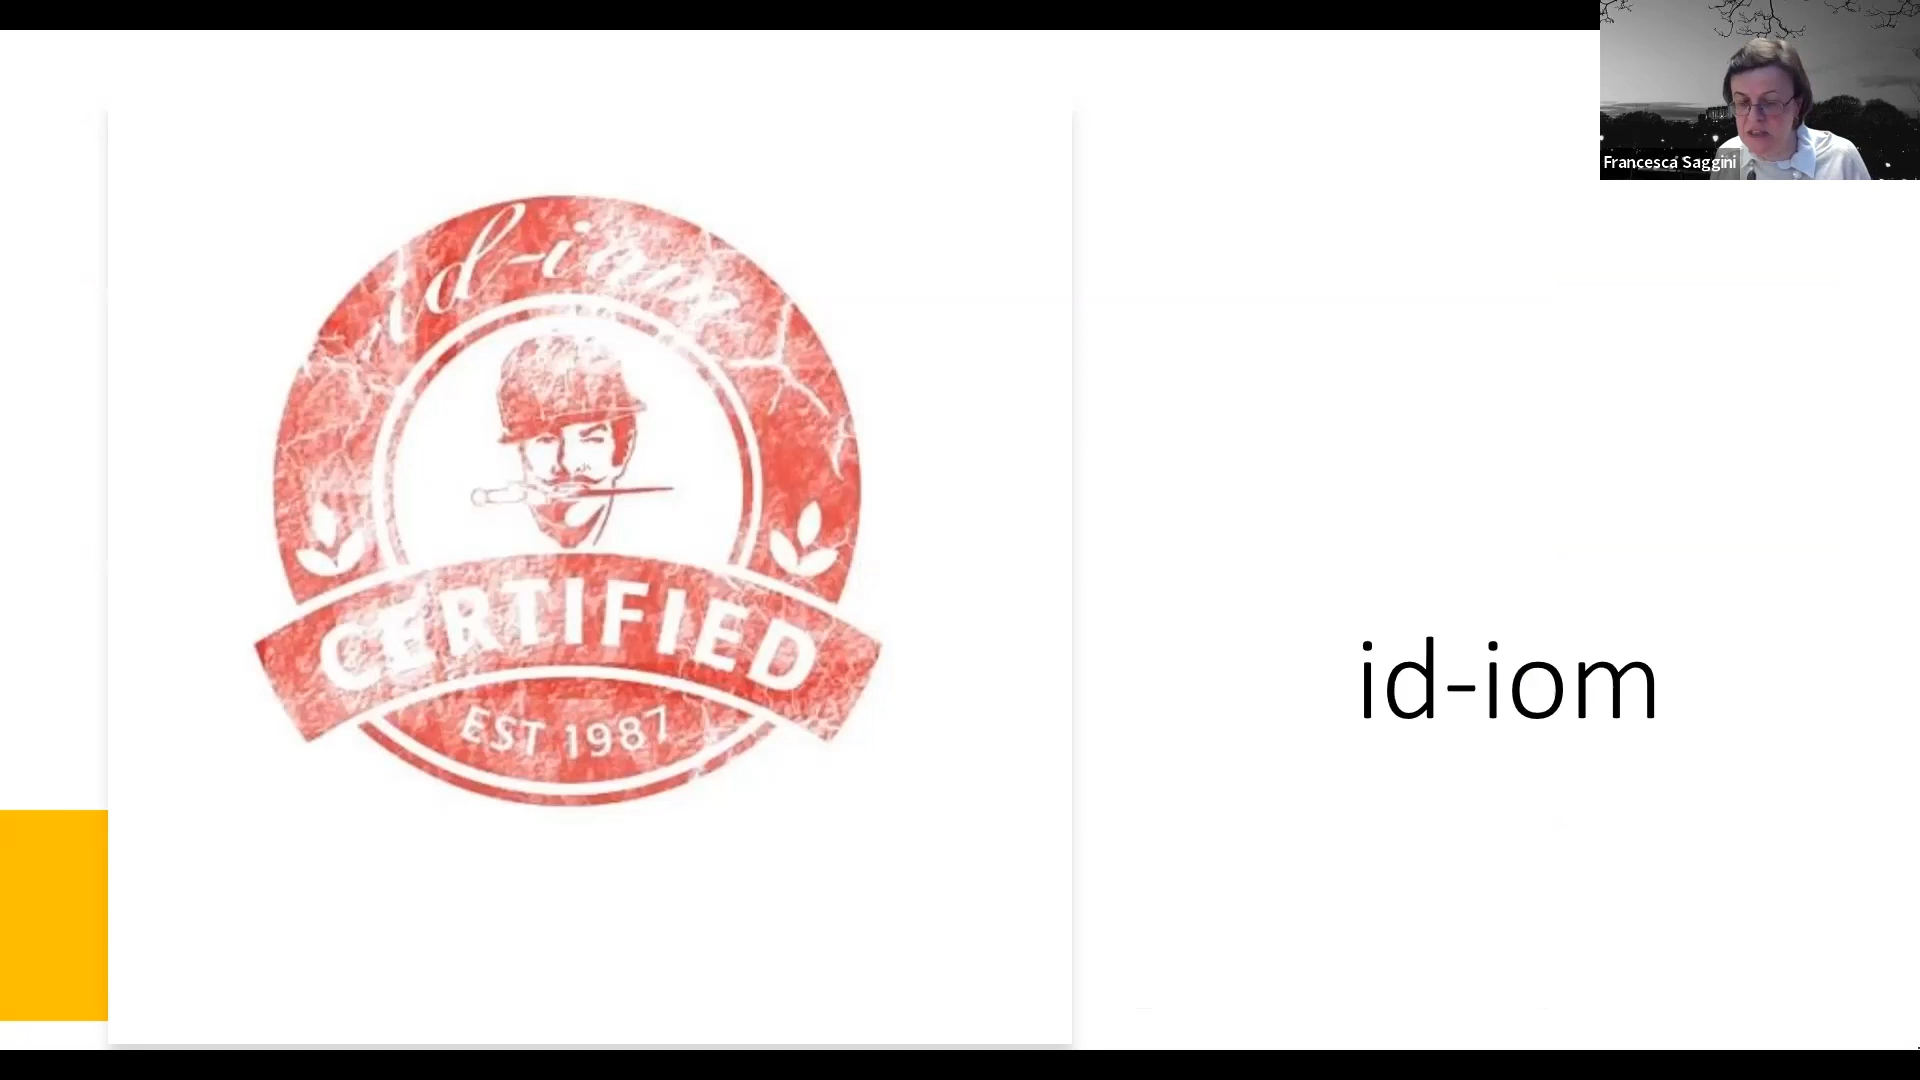 Francesca Saggini
id-iom
CERTIFIED
EST 1987
id-iom